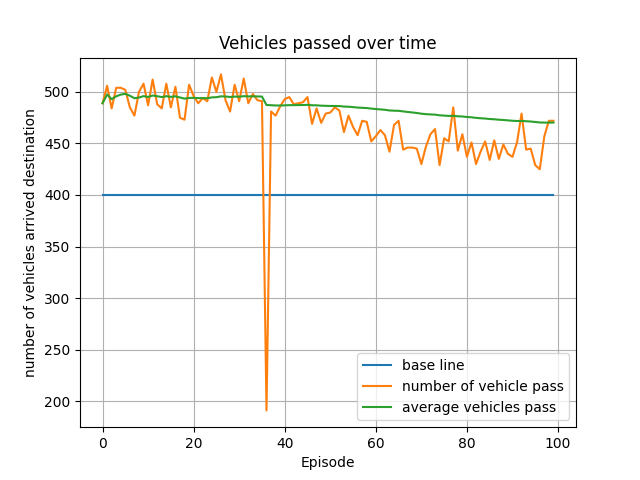 Vehicles passed over time
number of vehicles arrived destination
500
450
400
350
300
250
200
0 20 40 60 80 100
Episode
base line
number of vehicle pass
average vehicles pass